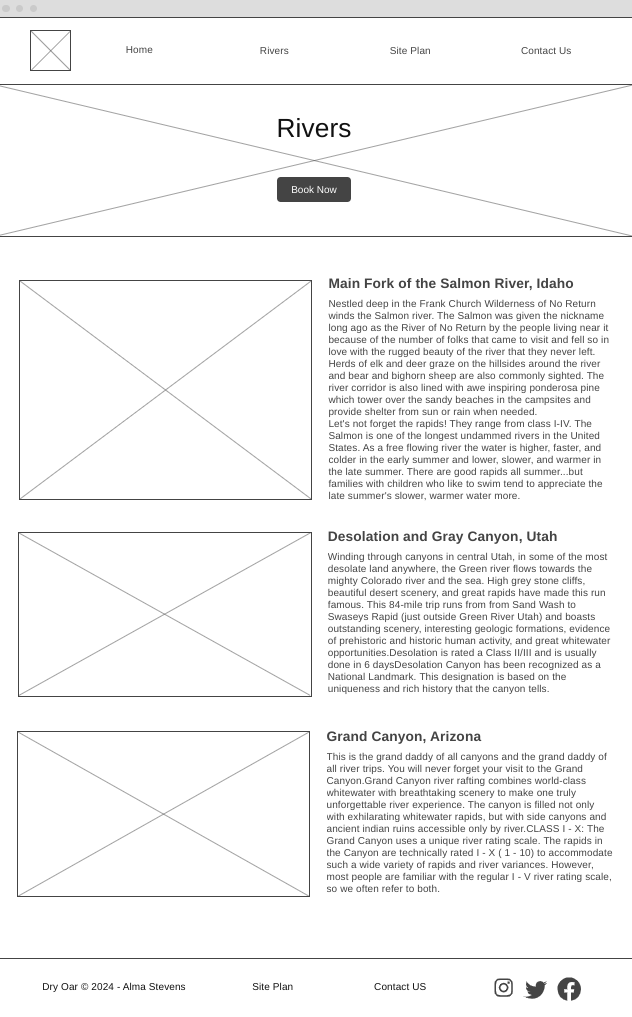 Home Rivers Site Plan Contact Us
Rivers
Book Now
Main Fork of the Salmon River, Idaho
Nestled deep in the Frank Church Wilderness of No Return
winds the Salmon river. The Salmon was given the nickname
long ago as the River of No Return by the people living near it
because of the number of folks that came to visit and fell so in
love with the rugged beauty of the river that they never left.
Herds of elk and deer graze on the hillsides around the river
and bear and bighorn sheep are also commonly sighted. The
river corridor is also lined with awe inspiring ponderosa pine
which tower over the sandy beaches in the campsites and
provide shelter from sun or rain when needed.
Let's not forget the rapids! They range from class I-IV. The
Salmon is one of the longest undammed rivers in the United
States. As a free flowing river the water is higher, faster, and
colder in the early summer and lower, slower, and warmer in
the late summer. There are good rapids all summer...but
families with children who like to swim tend to appreciate the
late summer's slower, warmer water more.
Desolation and Gray Canyon, Utah
Winding through canyons in central Utah, in some of the most
desolate land anywhere, the Green river flows towards the
mighty Colorado river and the sea. High grey stone cliffs,
beautiful desert scenery, and great rapids have made this run
famous. This 84-mile trip runs from from Sand Wash to
Swaseys Rapid (just outside Green River Utah) and boasts
outstanding scenery, interesting geologic formations, evidence
of prehistoric and historic human activity, and great whitewater
opportunities.Desolation is rated a Class II/III and is usually
done in 6 daysDesolation Canyon has been recognized as a
National Landmark. This designation is based on the
uniqueness and rich history that the canyon tells.
Grand Canyon, Arizona
This is the grand daddy of all canyons and the grand daddy of
all river trips. You will never forget your visit to the Grand
Canyon.Grand Canyon river rafting combines world-class
whitewater with breathtaking scenery to make one truly
unforgettable river experience. The canyon is filled not only
with exhilarating whitewater rapids, but with side canyons and
ancient indian ruins accessible only by river.CLASS I - X: The
Grand Canyon uses a unique river rating scale. The rapids in
the Canyon are technically rated I - X ( 1 - 10) to accommodate
such a wide variety of rapids and river variances. However,
most people are familiar with the regular I - V river rating scale,
so we often refer to both.
Dry Oar © 2024 - Alma Stevens Site Plan Contact US